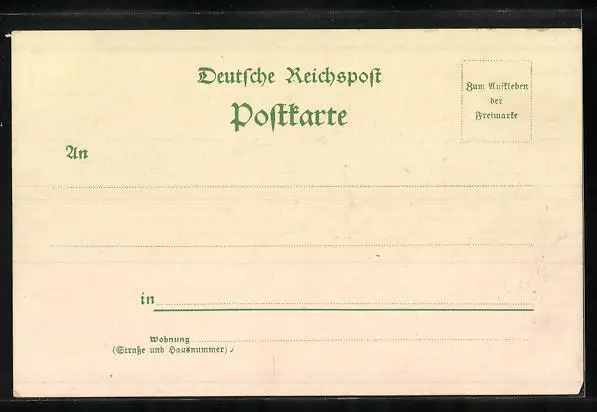 Deutſche Reichspoſt
Poſtkarte
Zum Aufkleben
der
Freimarke
An
in
Wohnung
(Straße und Hausnummer)